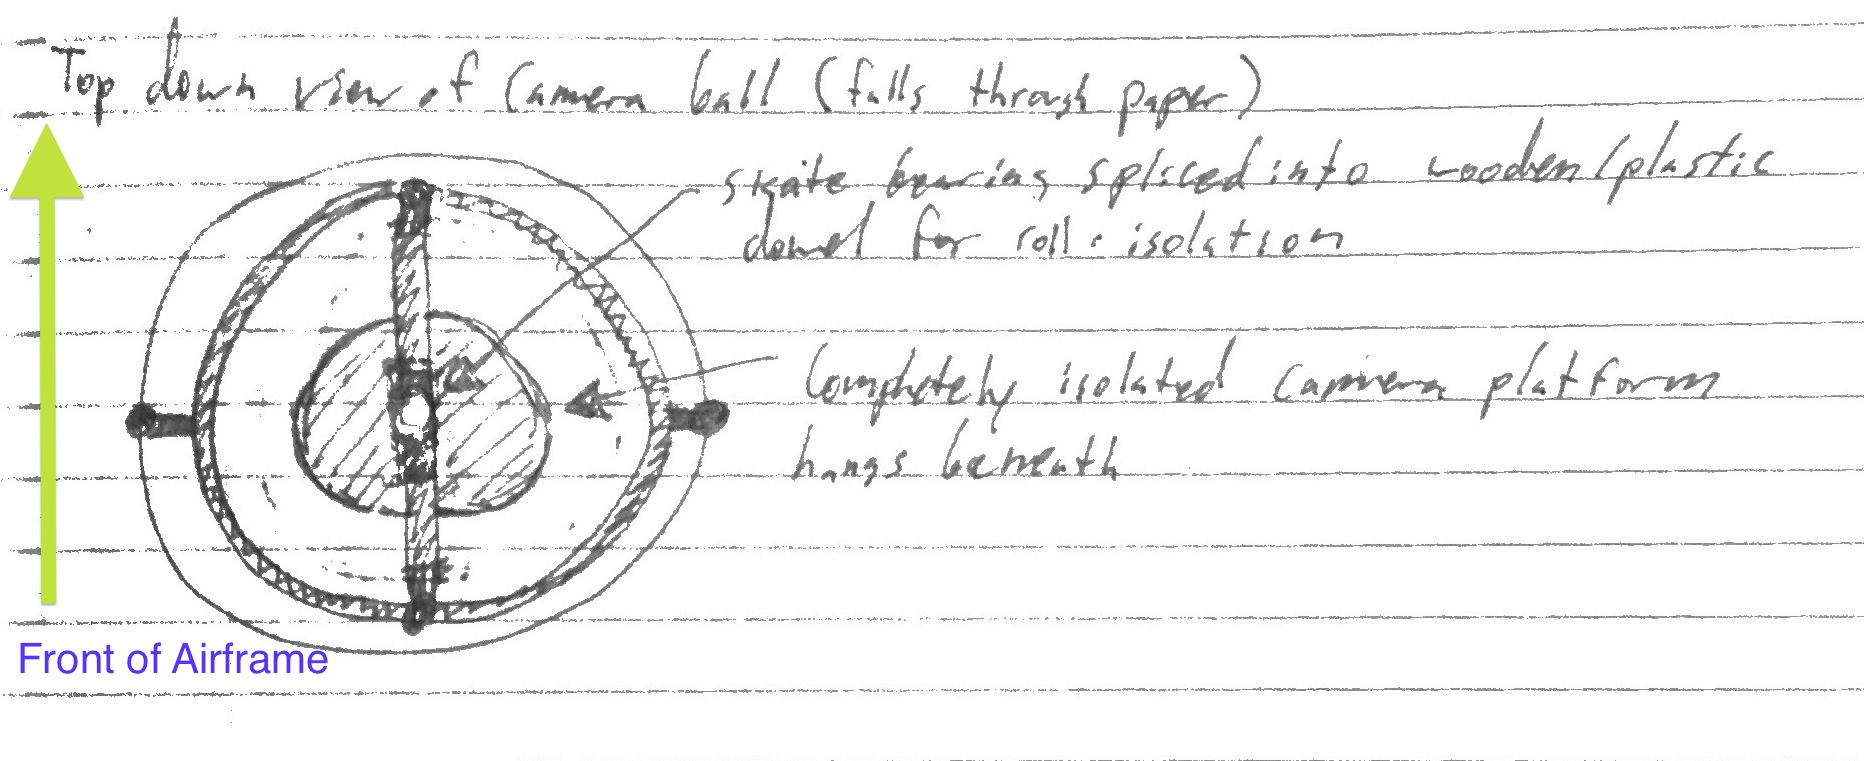 Top down view of Camera ball (falls through paper)
skate bearing spliced into wooden/plastic
dowel for roll isolation
Completely isolated camera platform
hangs beneath
Front of Airframe